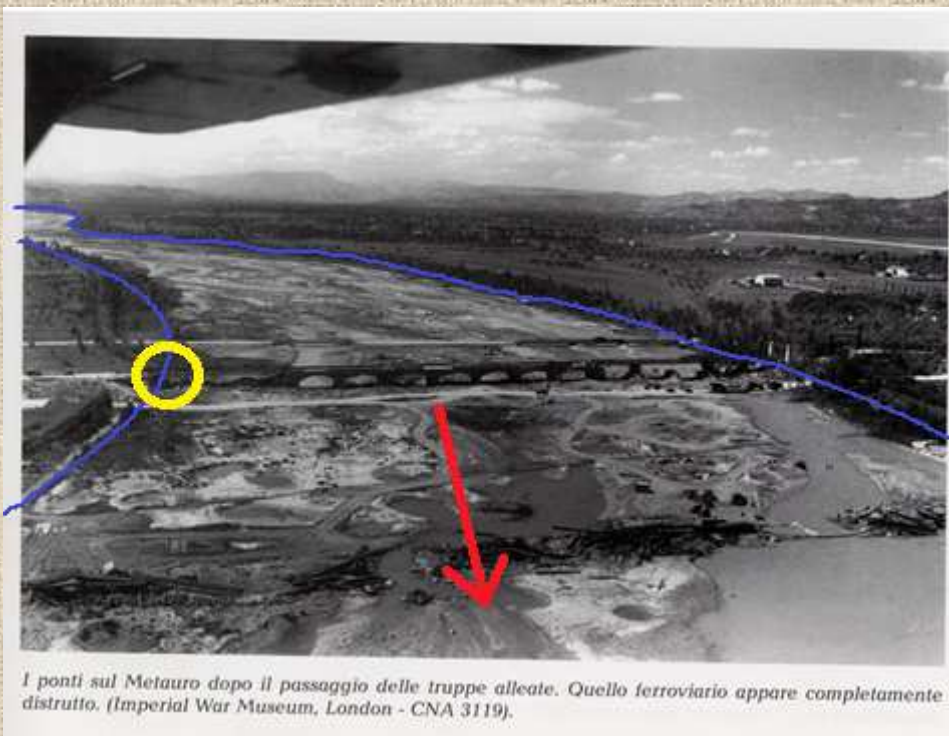 I ponti sul Metauro dopo il passaggio delle truppe alleate. Quello ferroviario appare completamente
distrutto. (Imperial War Museum, London - CNA 3119).